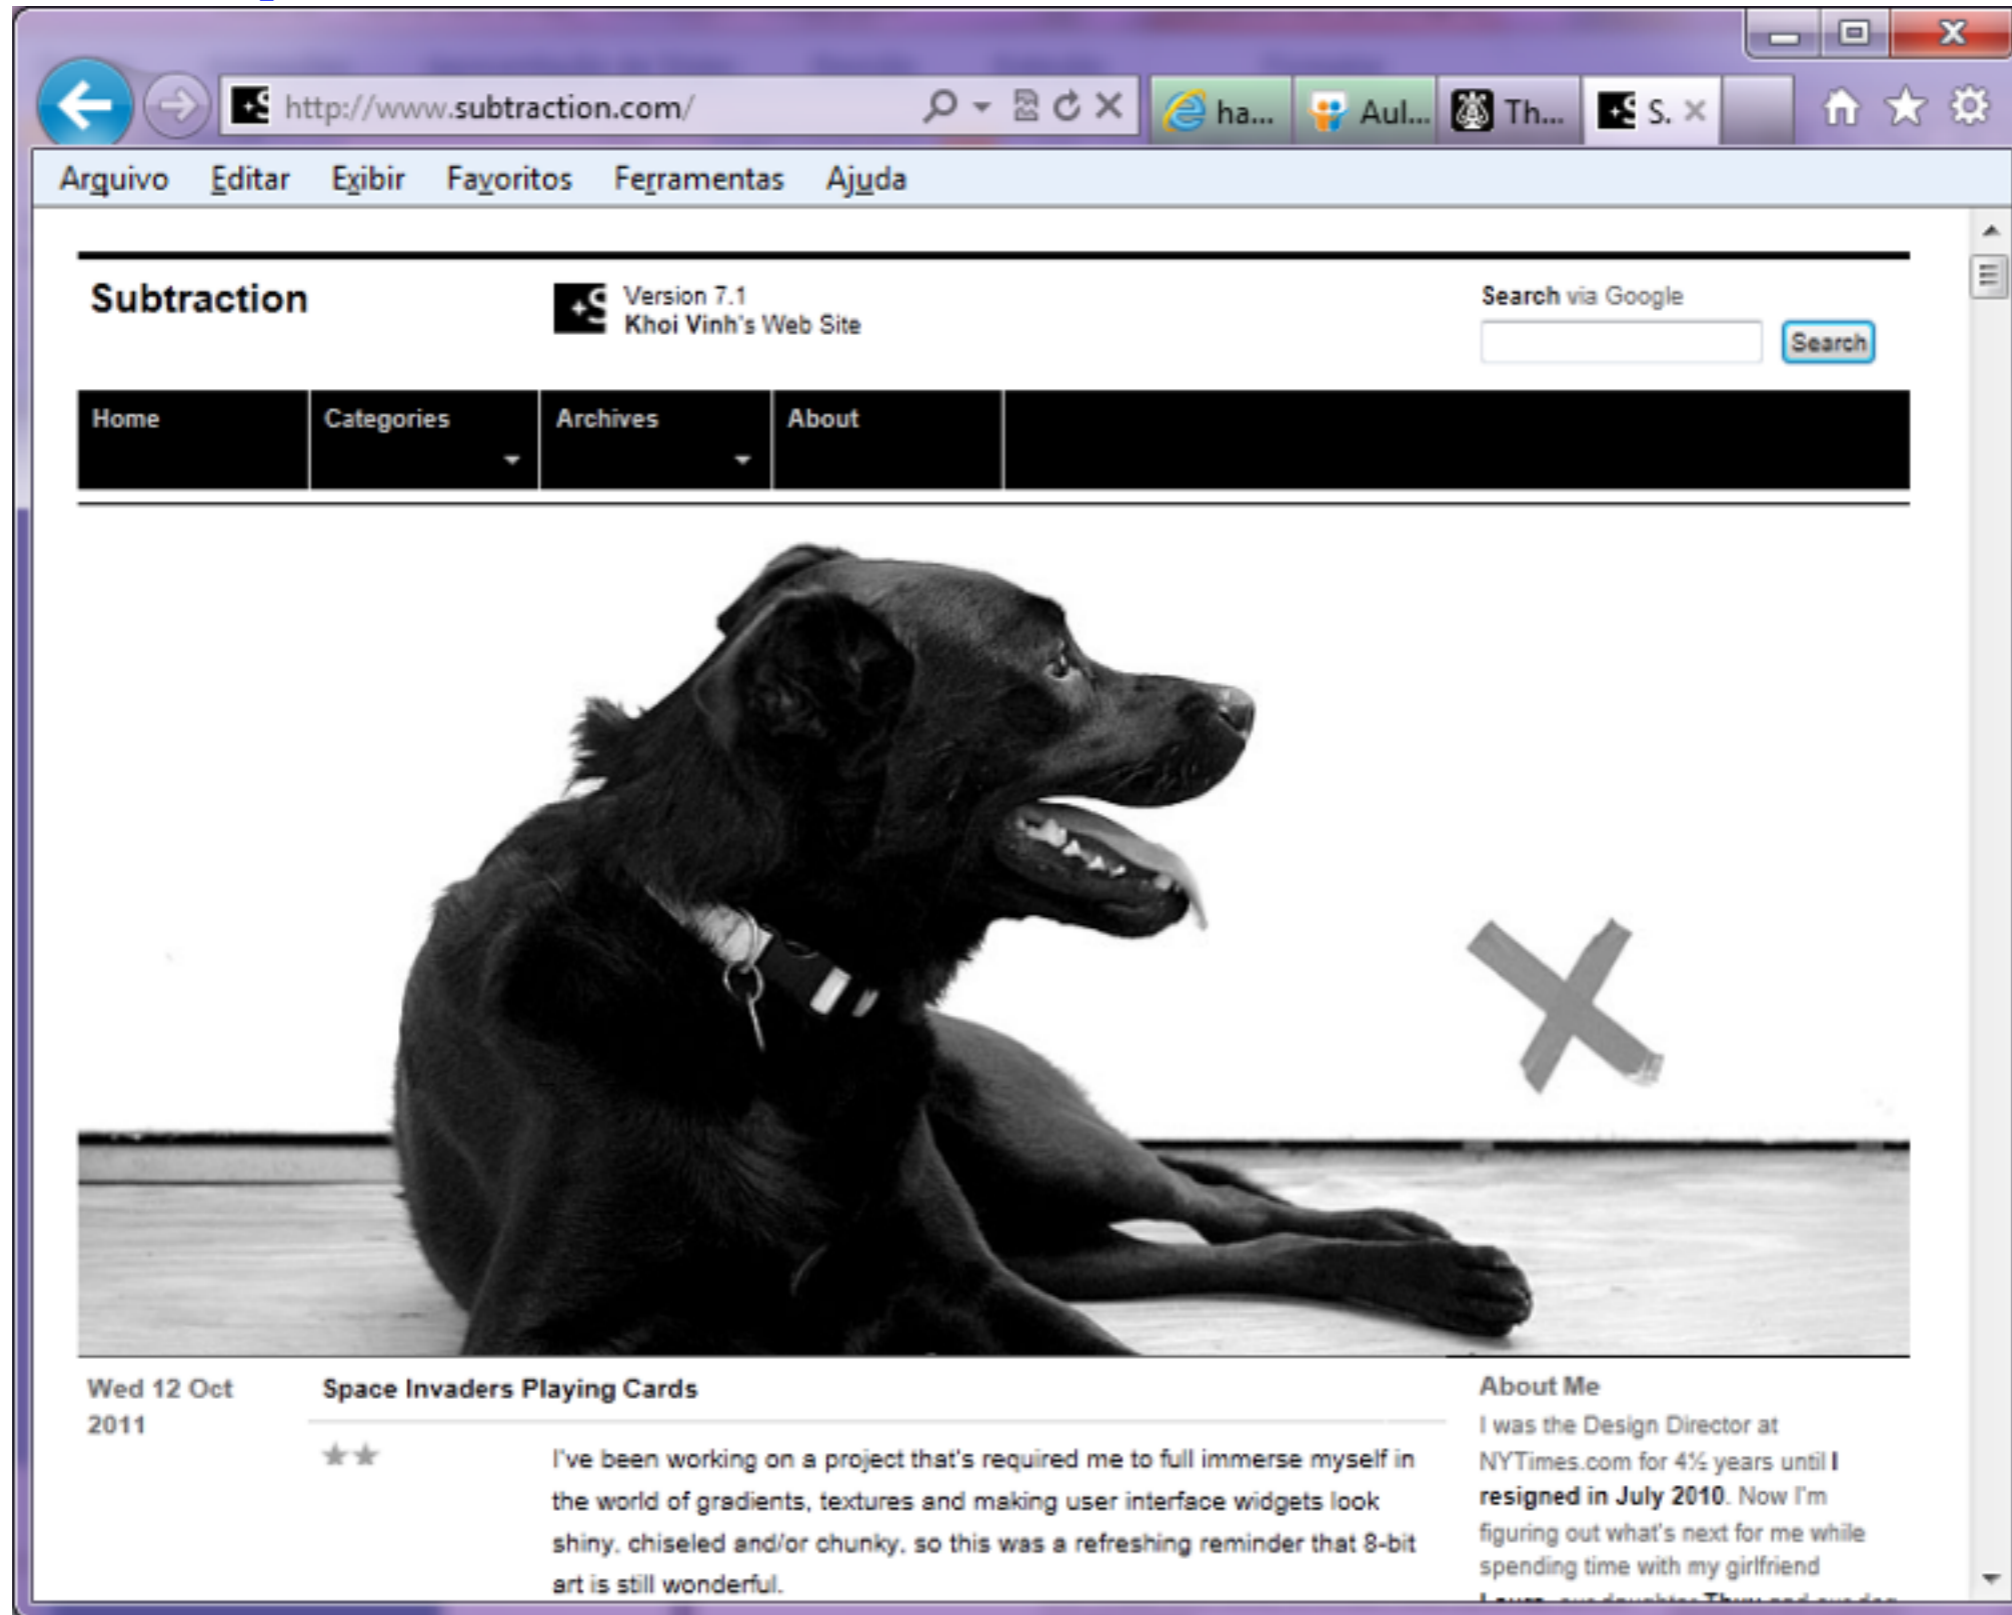 http://www.subtraction.com/
ha...
Aul...
Th...
S.
Arquivo Editar Exibir Favoritos Ferramentas Ajuda
Subtraction
+S
Version 7.1
Khoi Vinh's Web Site
Search via Google
Search
Home Categories Archives About
Wed 12 Oct
2011
Space Invaders Playing Cards
I've been working on a project that's required me to full immerse myself in
the world of gradients, textures and making user interface widgets look
shiny, chiseled and/or chunky, so this was a refreshing reminder that 8-bit
art is still wonderful.
About Me
I was the Design Director at
NYTimes.com for 4½ years until I
resigned in July 2010. Now I'm
figuring out what's next for me while
spending time with my girlfriend